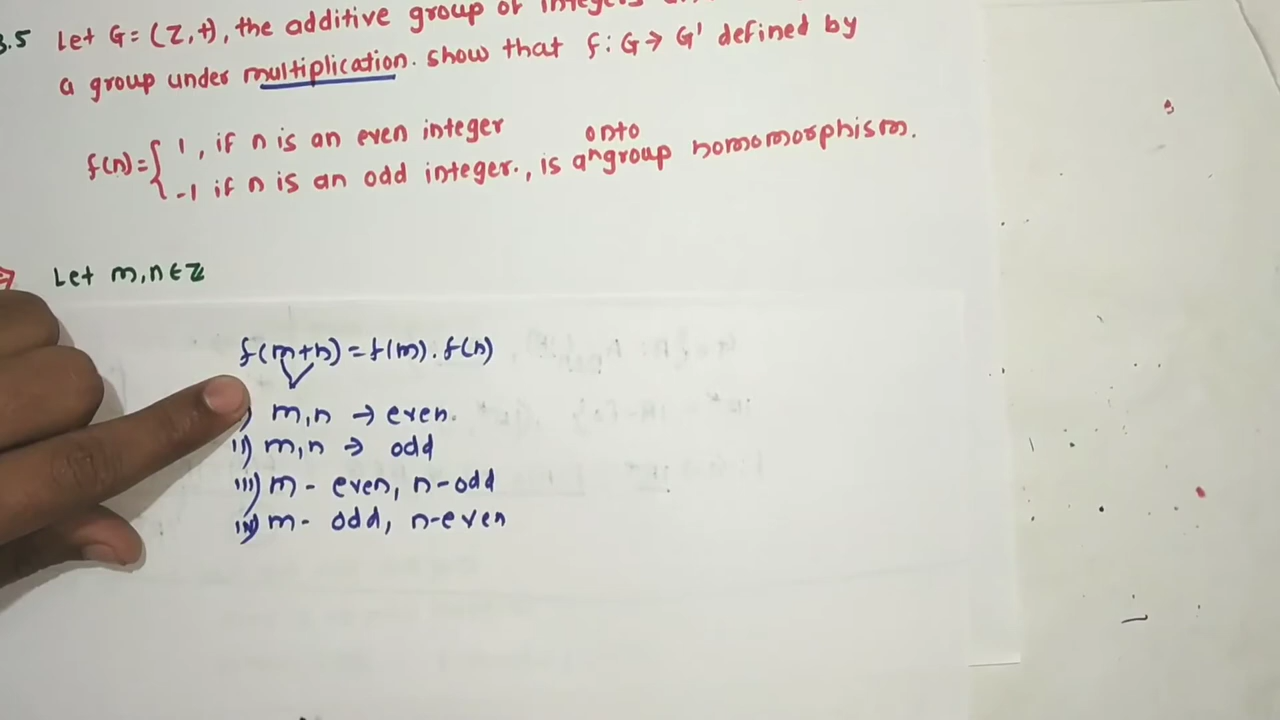 3.5 Let G = (Z,+), the additive group of integers
a group under multiplication. show that f: G → G' defined by
f(n) = { 1, if n is an even integer
onto
-1 if n is an odd integer., is a^group homomorphism.
Let m,n ∈ Z
f(m+n) = f(m).f(n)
) m,n → even.
ii) m,n → odd
iii) m - even, n-odd
iv) m - odd, n-even